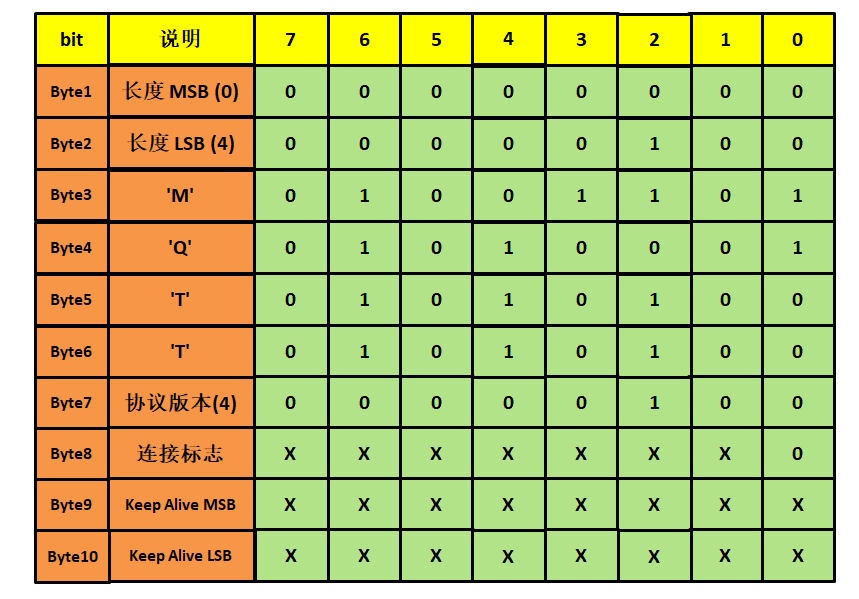 bit 说明 7 6 5 4 3 2 1 0
Byte1 长度 MSB (0) 0 0 0 0 0 0 0 0
Byte2 长度 LSB (4) 0 0 0 0 0 1 0 0
Byte3 'M' 0 1 0 0 1 1 0 1
Byte4 'Q' 0 1 0 1 0 0 0 1
Byte5 'T' 0 1 0 1 0 1 0 0
Byte6 'T' 0 1 0 1 0 1 0 0
Byte7 协议版本(4) 0 0 0 0 0 1 0 0
Byte8 连接标志 X X X X X X X 0
Byte9 Keep Alive MSB X X X X X X X X
Byte10 Keep Alive LSB X X X X X X X X